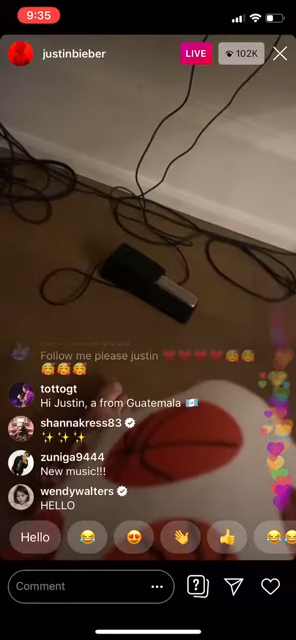 9:35
justinbieber
LIVE
102K
Follow me please justin ❤️❤️❤️❤️🥰🥰
🥰🥰🥰
tottogt
Hi Justin, a from Guatemala 🇬🇹
shannakress83
✨✨✨
zuniga9444
New music!!!
wendywalters
HELLO
Hello 😂 😍 👋 👍 😂😂
Comment